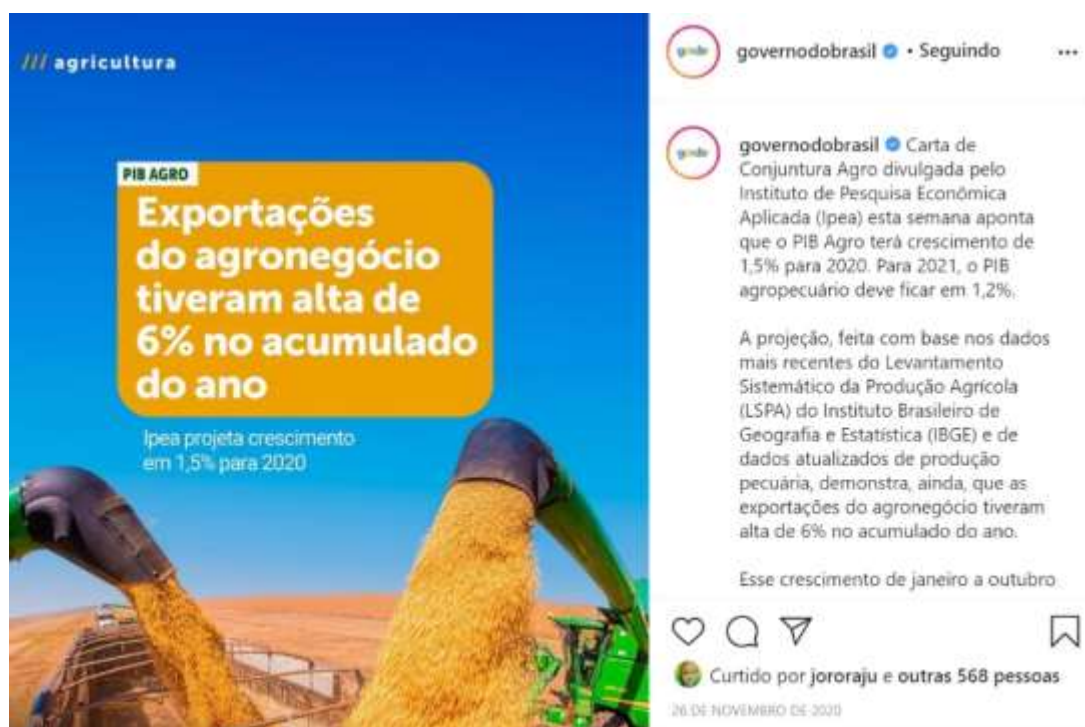 /// agricultura
PIB AGRO
Exportações
do agronegócio
tiveram alta de
6% no acumulado
do ano
Ipea projeta crescimento
em 1,5% para 2020
governodobrasil • Seguindo
governodobrasil Carta de
Conjuntura Agro divulgada pelo
Instituto de Pesquisa Econômica
Aplicada (Ipea) esta semana aponta
que o PIB Agro terá crescimento de
1,5% para 2020. Para 2021, o PIB
agropecuário deve ficar em 1,2%.
A projeção, feita com base nos dados
mais recentes do Levantamento
Sistemático da Produção Agrícola
(LSPA) do Instituto Brasileiro de
Geografia e Estatística (IBGE) e de
dados atualizados de produção
pecuária, demonstra, ainda, que as
exportações do agronegócio tiveram
alta de 6% no acumulado do ano.
Esse crescimento de janeiro a outubro
Curtido por jororaju e outras 568 pessoas
26 DE NOVEMBRO DE 2020